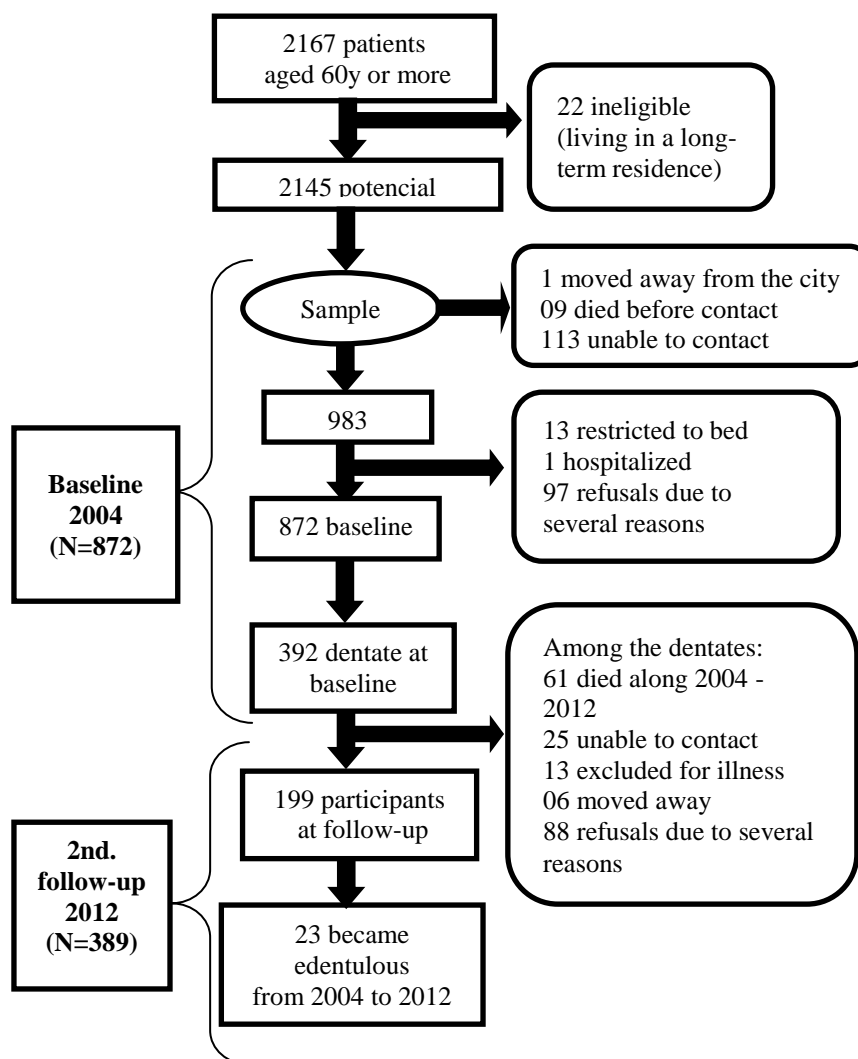 2167 patients
aged 60y or more
22 ineligible
(living in a long-
term residence)
2145 potencial
Sample
1 moved away from the city
09 died before contact
113 unable to contact
983
13 restricted to bed
1 hospitalized
97 refusals due to
several reasons
Baseline
2004
(N=872)
872 baseline
392 dentate at
baseline
Among the dentates:
61 died along 2004 -
2012
25 unable to contact
13 excluded for illness
06 moved away
88 refusals due to several
reasons
199 participants
at follow-up
2nd.
follow-up
2012
(N=389)
23 became
edentulous
from 2004 to 2012